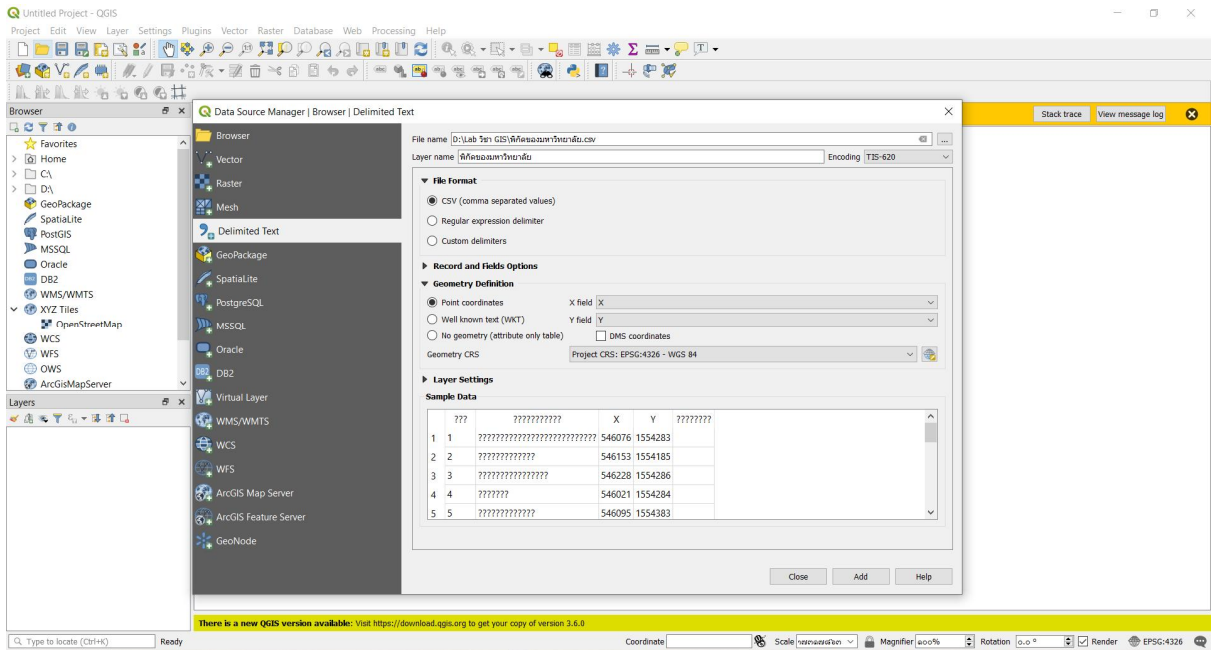 Untitled Project - QGIS
Project Edit View Layer Settings Plugins Vector Raster Database Web Processing Help
Stack trace
View message log
Browser
Favorites
Home
C:\
D:\
GeoPackage
SpatiaLite
PostGIS
MSSQL
Oracle
DB2
WMS/WMTS
XYZ Tiles
OpenStreetMap
WCS
WFS
OWS
ArcGisMapServer
Layers
Data Source Manager | Browser | Delimited Text
Browser
Vector
Raster
Mesh
Delimited Text
GeoPackage
SpatiaLite
PostgreSQL
MSSQL
Oracle
DB2
Virtual Layer
WMS/WMTS
WCS
WFS
ArcGIS Map Server
ArcGIS Feature Server
GeoNode
File name D:\Lab วิชา GIS\พิกัดของมหาวิทยาลัย.csv ...
Layer name พิกัดของมหาวิทยาลัย Encoding TIS-620
File Format
CSV (comma separated values)
Regular expression delimiter
Custom delimiters
Record and Fields Options
Geometry Definition
Point coordinates X field X
Well known text (WKT) Y field Y
No geometry (attribute only table) DMS coordinates
Geometry CRS Project CRS: EPSG:4326 - WGS 84
Layer Settings
Sample Data
??? ??????????? X Y ????????
1 1 ??????????????????????????? 546076 1554283
2 2 ????????????? 546153 1554185
3 3 ???????????????? 546228 1554286
4 4 ??????? 546021 1554284
5 5 ????????????? 546095 1554383
Close Add Help
There is a new QGIS version available: Visit https://download.qgis.org to get your copy of version 3.6.0
Type to locate (Ctrl+K) Ready Coordinate Scale Magnifier ๑๐๐% Rotation ๐.๐ ° Render EPSG:4326